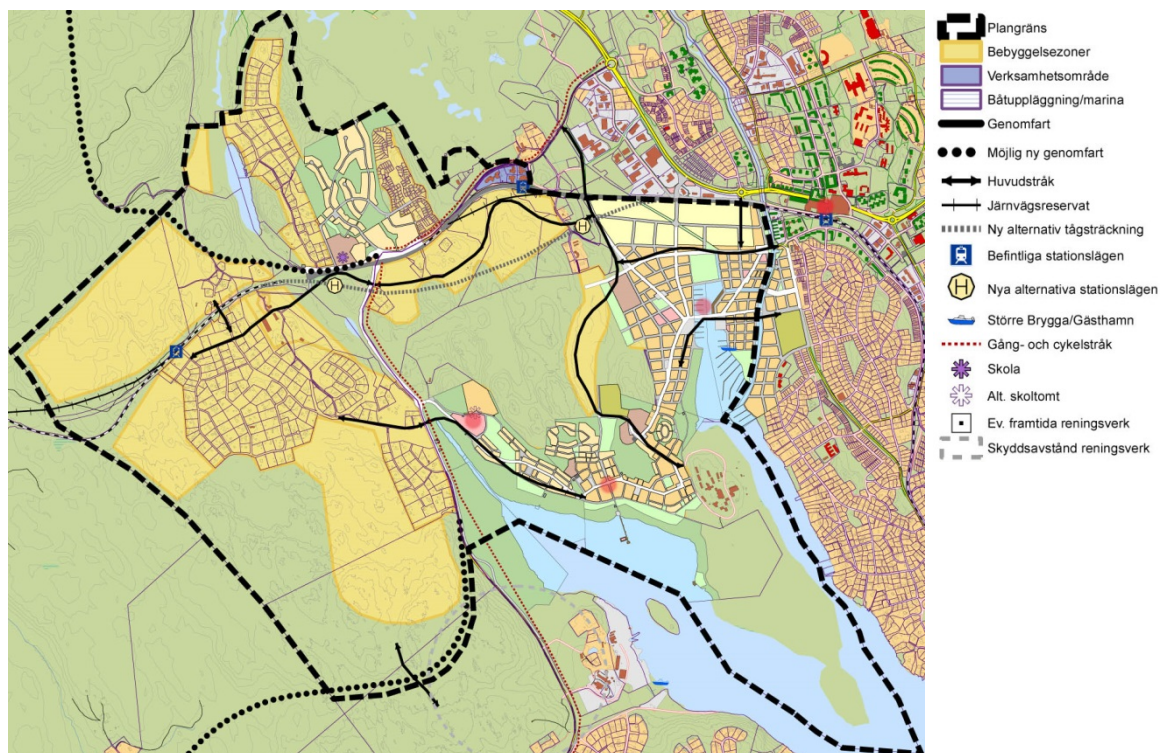 Plangräns
Bebyggelsezoner
Verksamhetsområde
Båtuppläggning/marina
Genomfart
Möjlig ny genomfart
Huvudstråk
Järnvägsreservat
Ny alternativ tågsträckning
Befintliga stationslägen
H Nya alternativa stationslägen
Större Brygga/Gästhamn
Gång- och cykelstråk
Skola
Alt. skoltomt
Ev. framtida reningsverk
Skyddsavstånd reningsverk
H
H